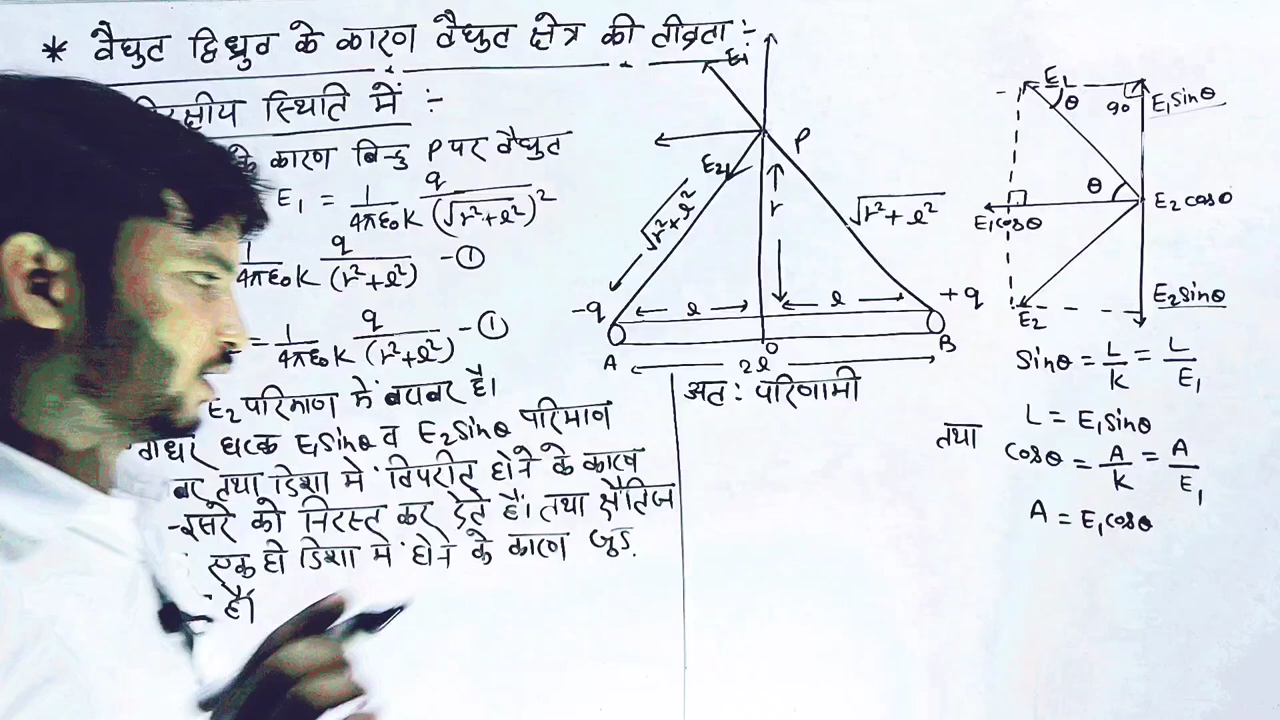 * वैद्युत द्विध्रुव के कारण वैद्युत क्षेत्र की तीव्रता :-
स्थिति में :-
के कारण बिन्दु P पर वैद्युत
E₁ = 1/4πε₀K q/(√r²+l²)²
1/4πε₀K q/(r²+l²) -①
= 1/4πε₀K q/(r²+l²) -①
E₂ परिमाण में बराबर है।
घटक E₁sinθ व E₂sinθ परिमाण
तथा दिशा में विपरीत होने के कारण
को निरस्त कर देते हैं। तथा क्षैतिज
एक ही दिशा में होने के कारण जुड़
हैं।
E₁
P
E₂
r
√r²+l²
√r²+l²
-q
l
l
+q
A
O
B
2l
अतः परिणामी
E₁
θ
90
E₁sinθ
θ
E₂cosθ
E₁cosθ
E₂
E₂sinθ
Sinθ = L/K = L/E₁
L = E₁sinθ
तथा
Cosθ = A/K = A/E₁
A = E₁cosθ